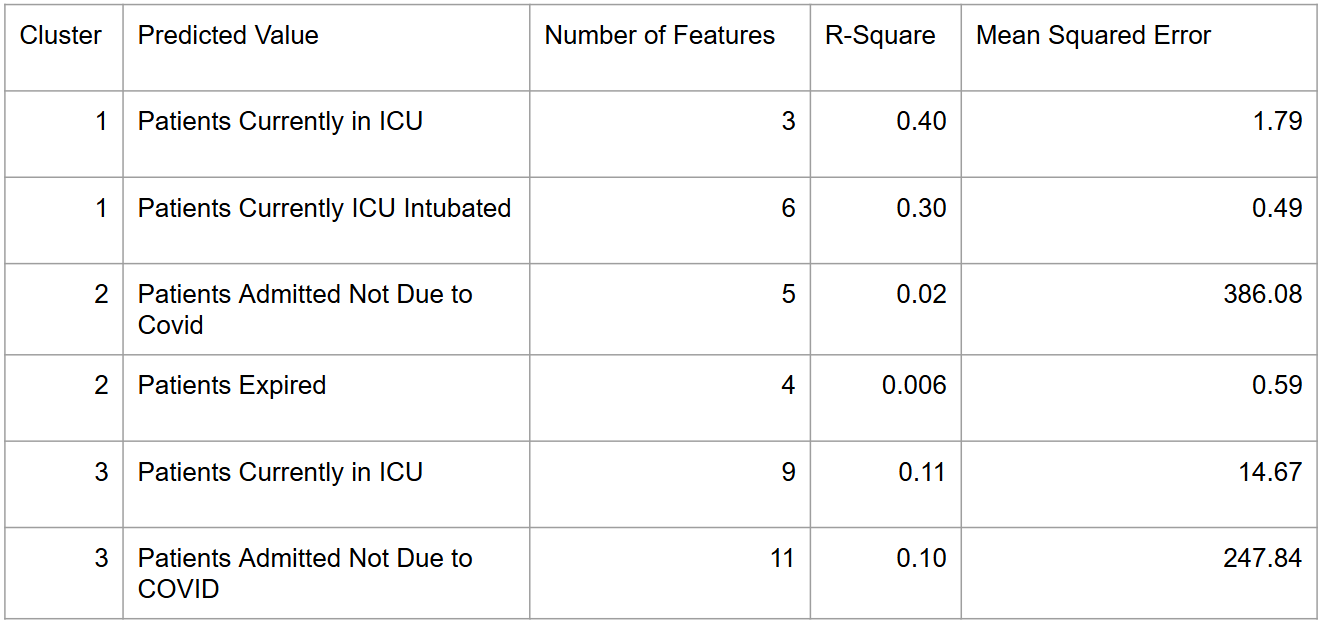 Cluster Predicted Value Number of Features R-Square Mean Squared Error
1 Patients Currently in ICU 3 0.40 1.79
1 Patients Currently ICU Intubated 6 0.30 0.49
2 Patients Admitted Not Due to 5 0.02 386.08
Covid
2 Patients Expired 4 0.006 0.59
3 Patients Currently in ICU 9 0.11 14.67
3 Patients Admitted Not Due to 11 0.10 247.84
COVID